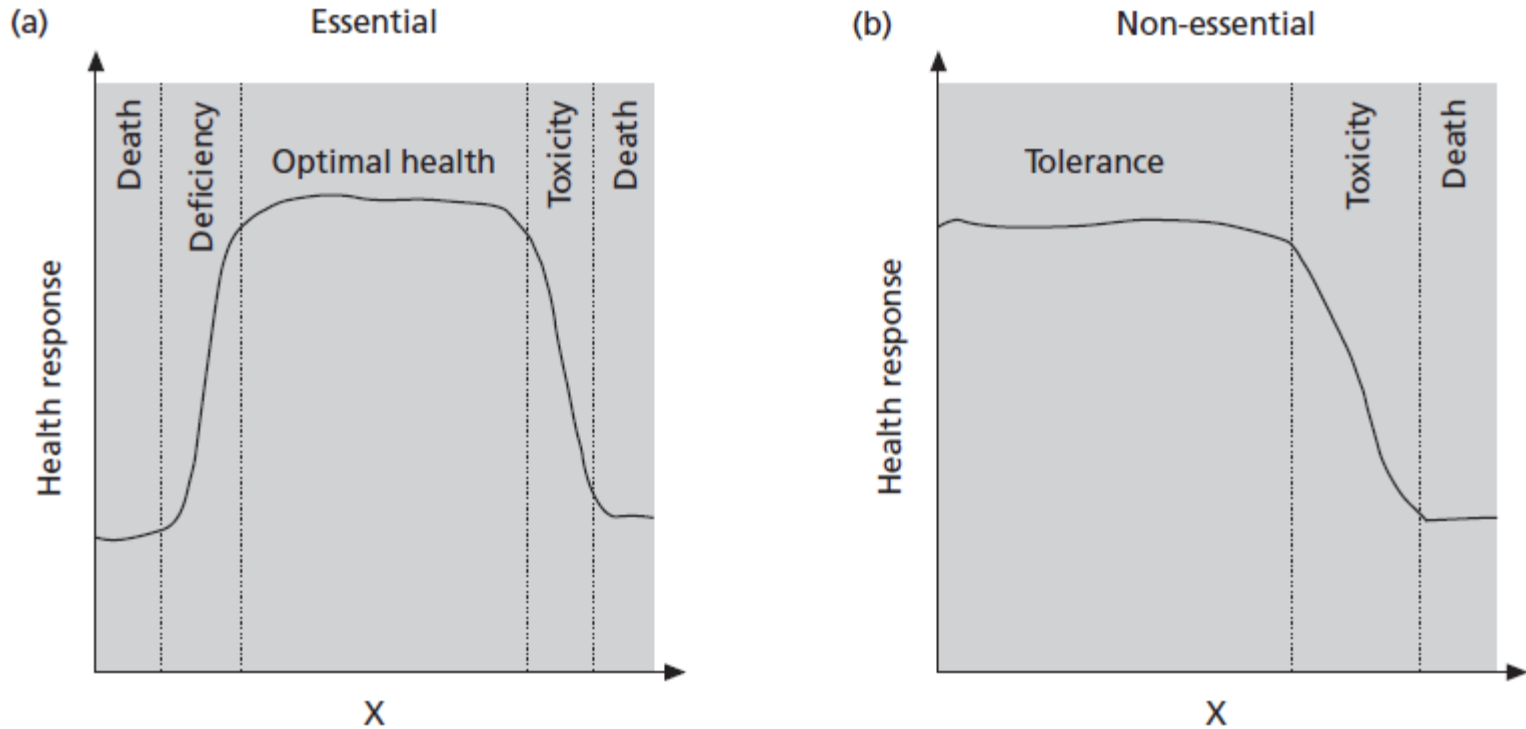 (a)
Essential
Death
Deficiency
Optimal health
Toxicity
Death
Health response
X
(b)
Non-essential
Tolerance
Toxicity
Death
Health response
X